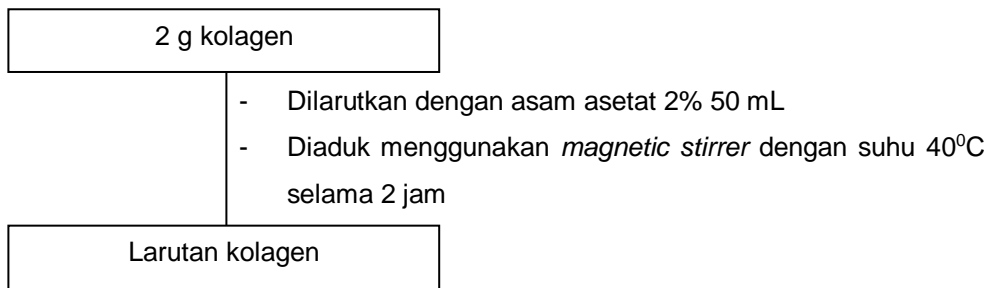 2 g kolagen
- Dilarutkan dengan asam asetat 2% 50 mL
- Diaduk menggunakan magnetic stirrer dengan suhu 40⁰C
selama 2 jam
Larutan kolagen